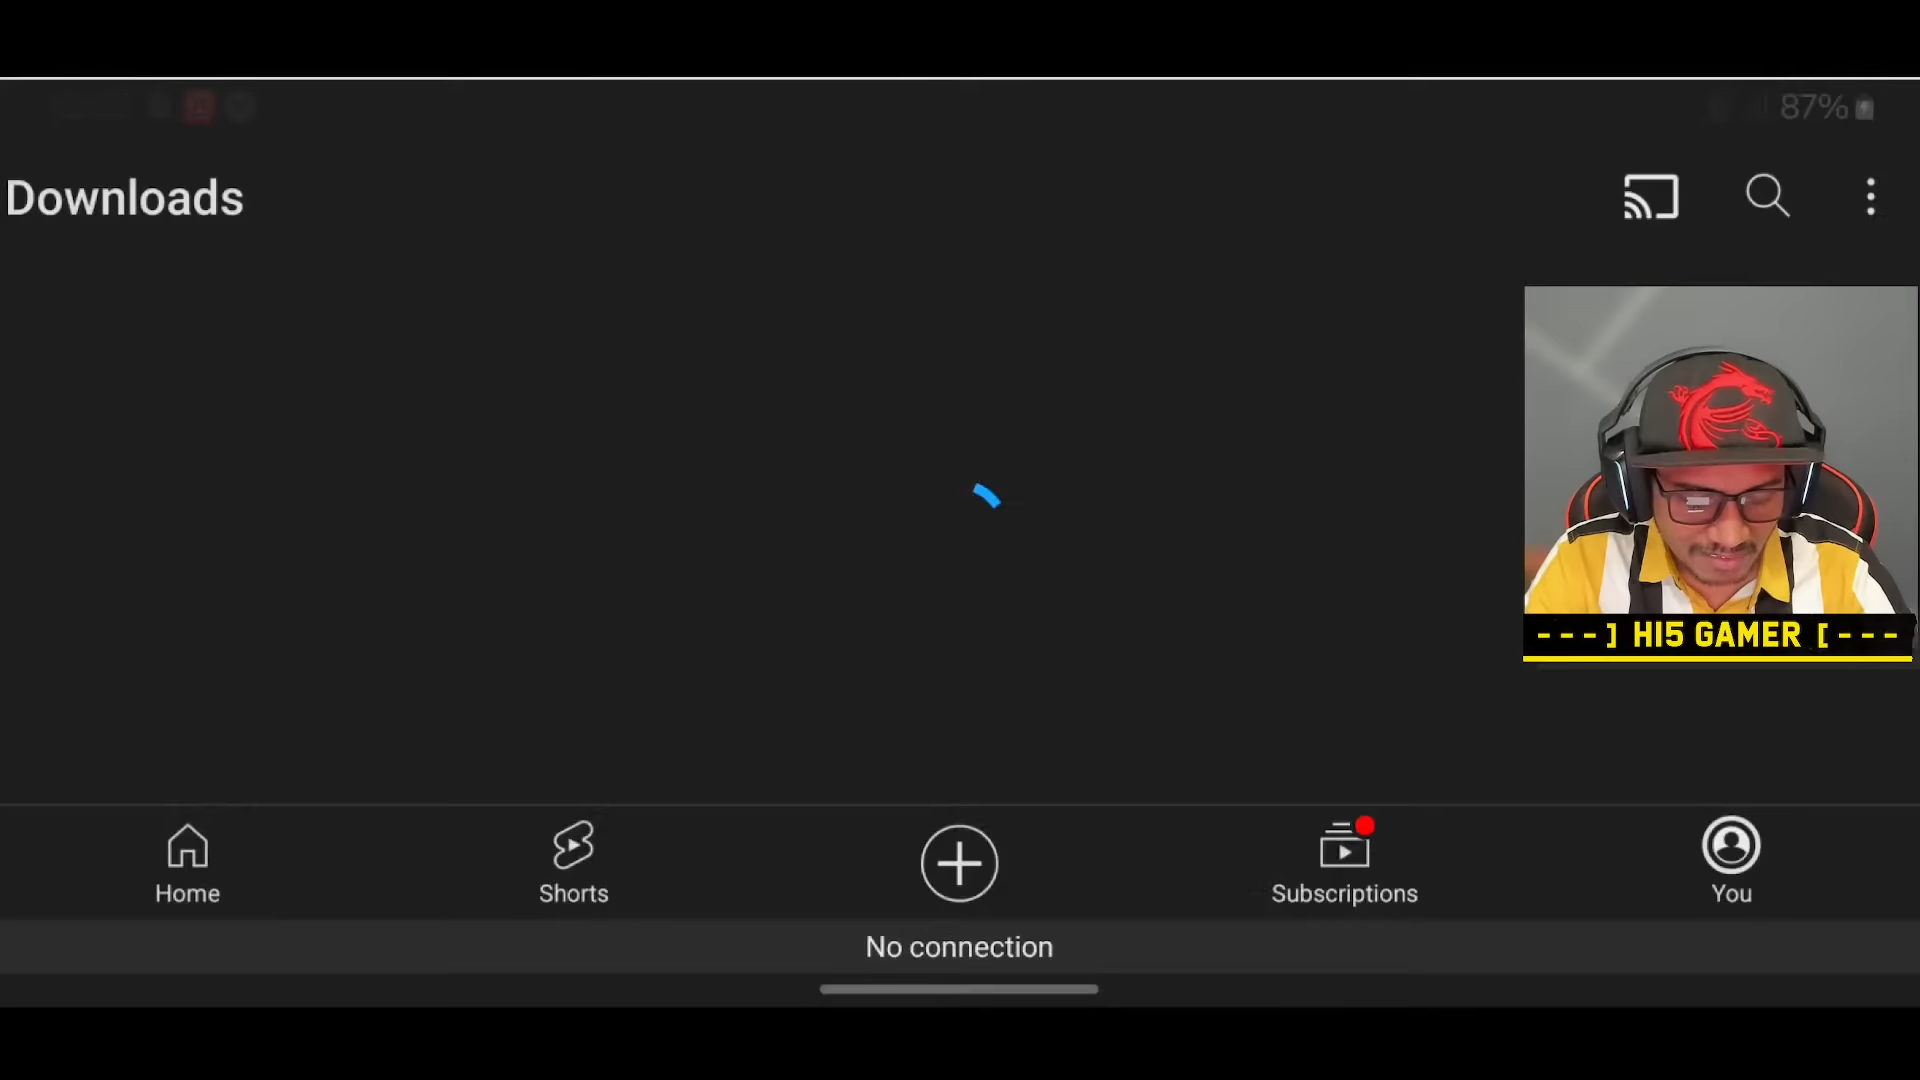 87%
Downloads
---] HI5 GAMER [---
Home
Shorts
Subscriptions
You
No connection